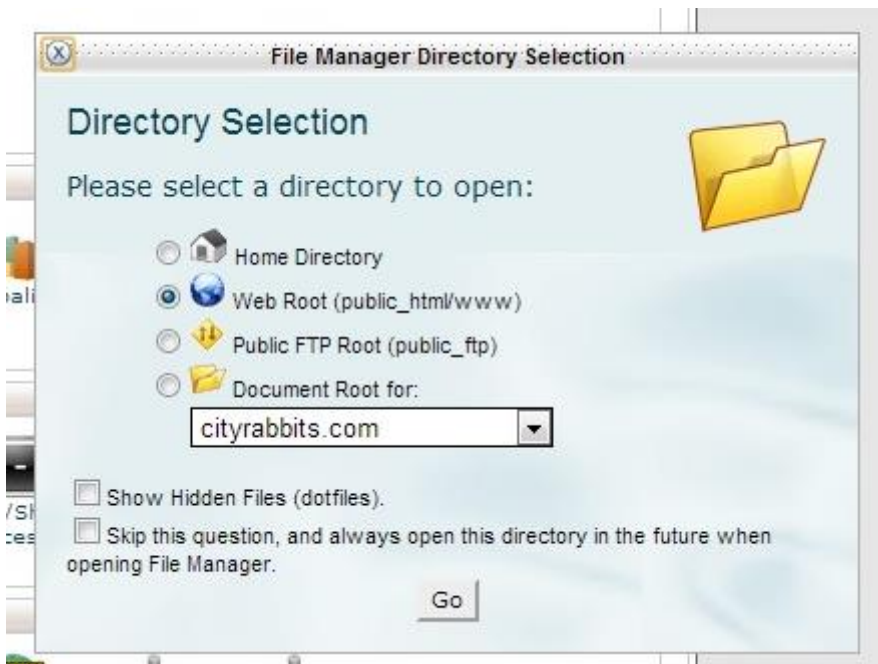 File Manager Directory Selection
Directory Selection
Please select a directory to open:
Home Directory
Web Root (public_html/www)
Public FTP Root (public_ftp)
Document Root for:
cityrabbits.com
Show Hidden Files (dotfiles).
Skip this question, and always open this directory in the future when
opening File Manager.
Go